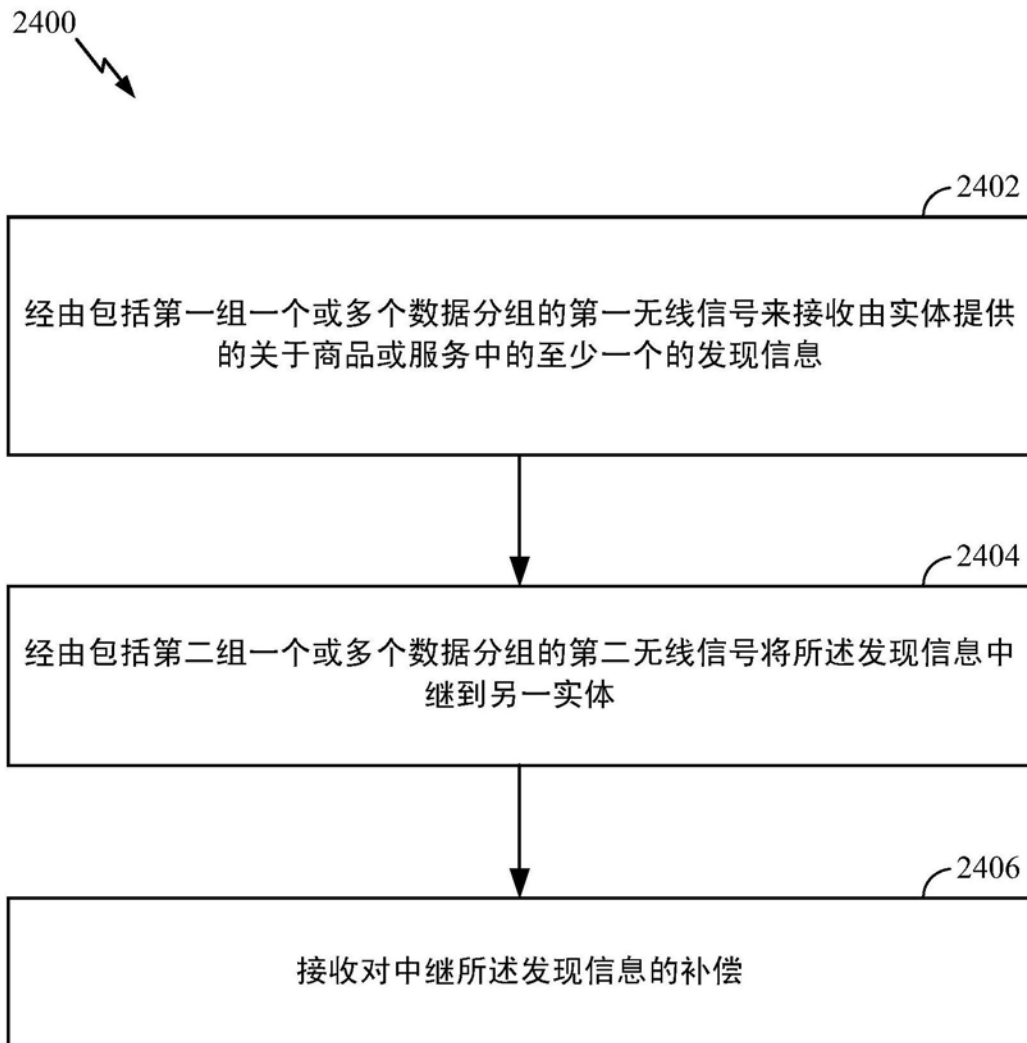 2400
2402
经由包括第一组一个或多个数据分组的第一无线信号来接收由实体提供
的关于商品或服务中的至少一个的发现信息
2404
经由包括第二组一个或多个数据分组的第二无线信号将所述发现信息中
继到另一实体
2406
接收对中继所述发现信息的补偿